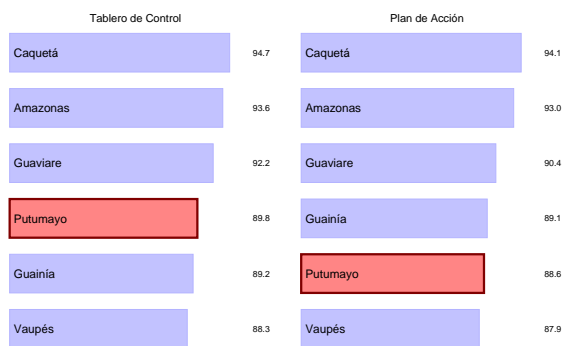 Tablero de Control
Caquetá 94.7
Amazonas 93.6
Guaviare 92.2
Putumayo 89.8
Guainía 89.2
Vaupés 88.3
Plan de Acción
Caquetá 94.1
Amazonas 93.0
Guaviare 90.4
Guainía 89.1
Putumayo 88.6
Vaupés 87.9